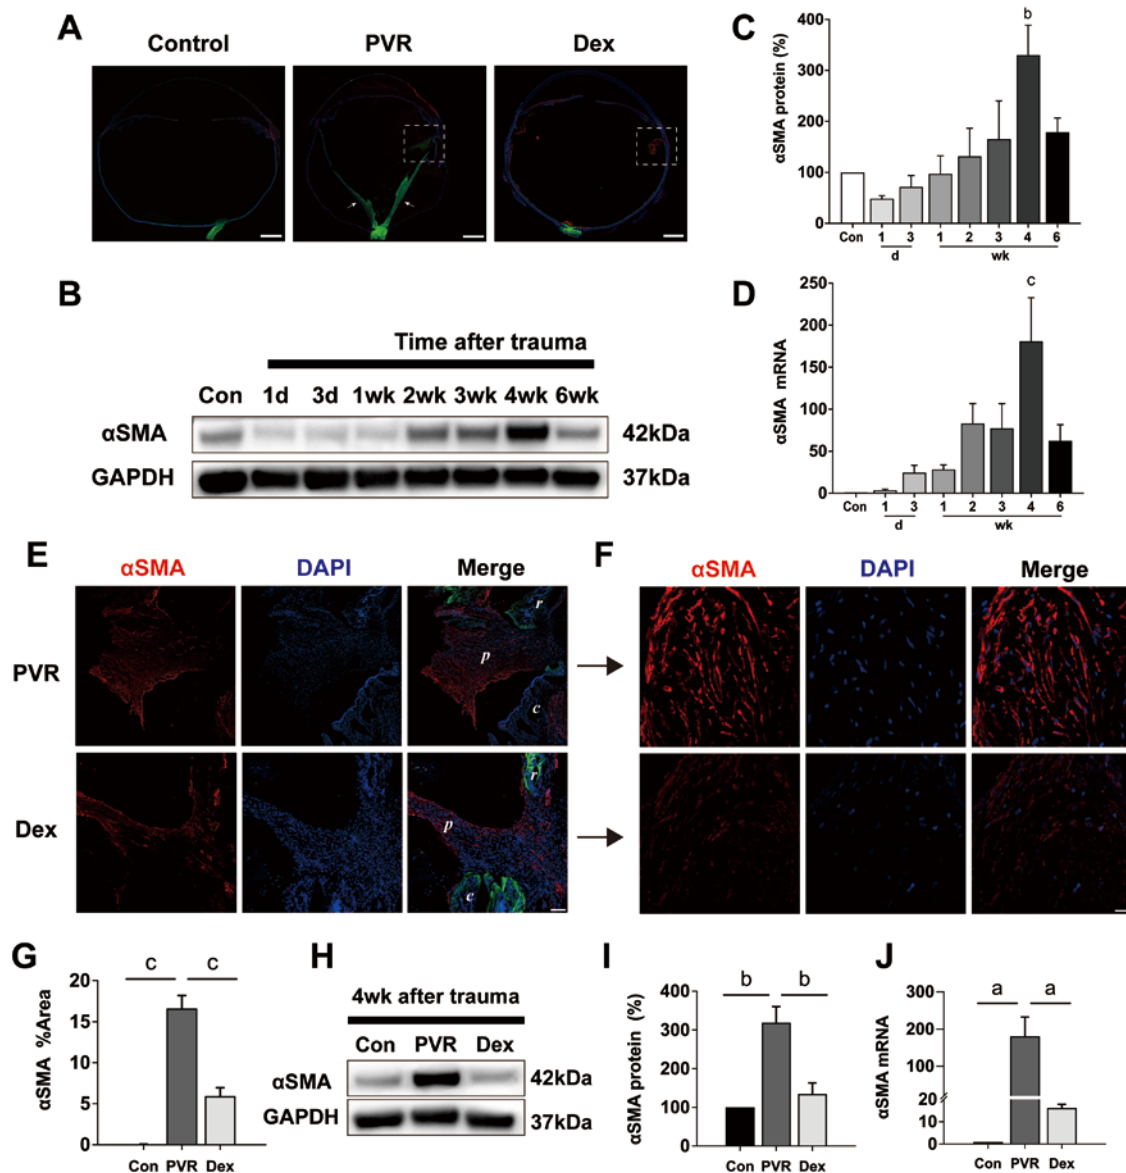 A
Control PVR Dex
B
Time after trauma
Con 1d 3d 1wk 2wk 3wk 4wk 6wk
αSMA 42kDa
GAPDH 37kDa
C
αSMA protein (%)
400
300
200
100
0
b
Con 1 3 1 2 3 4 6
d wk
D
αSMA mRNA
250
200
150
100
50
0
c
Con 1 3 1 2 3 4 6
d wk
E
αSMA DAPI Merge
PVR
r
p
c
Dex
r
p
c
F
αSMA DAPI Merge
G
αSMA %Area
20
15
10
5
0
c c
Con PVR Dex
H
4wk after trauma
Con PVR Dex
αSMA 42kDa
GAPDH 37kDa
I
αSMA protein (%)
400
300
200
100
0
b b
Con PVR Dex
J
αSMA mRNA
300
200
100
20
10
0
a a
Con PVR Dex